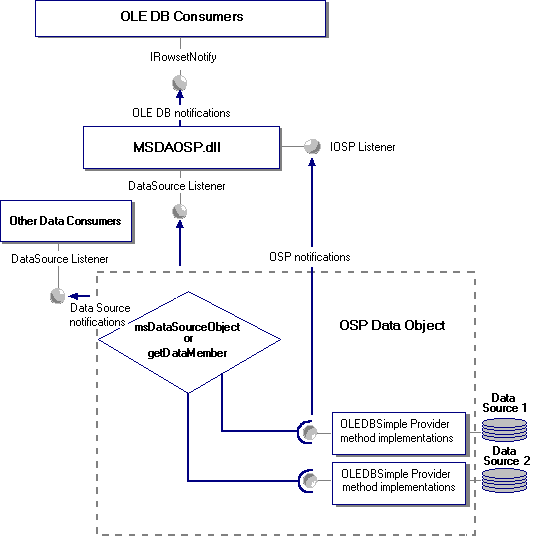 OLE DB Consumers
IRowsetNotify
OLE DB notifications
MSDAOSP.dll
IOSP Listener
DataSource Listener
Other Data Consumers
DataSource Listener
OSP notifications
Data Source
notifications
msDataSourceObject
or
getDataMember
OSP Data Object
OLEDBSimple Provider
method implementations
Data
Source 1
OLEDBSimple Provider
method implementations
Data
Source 2